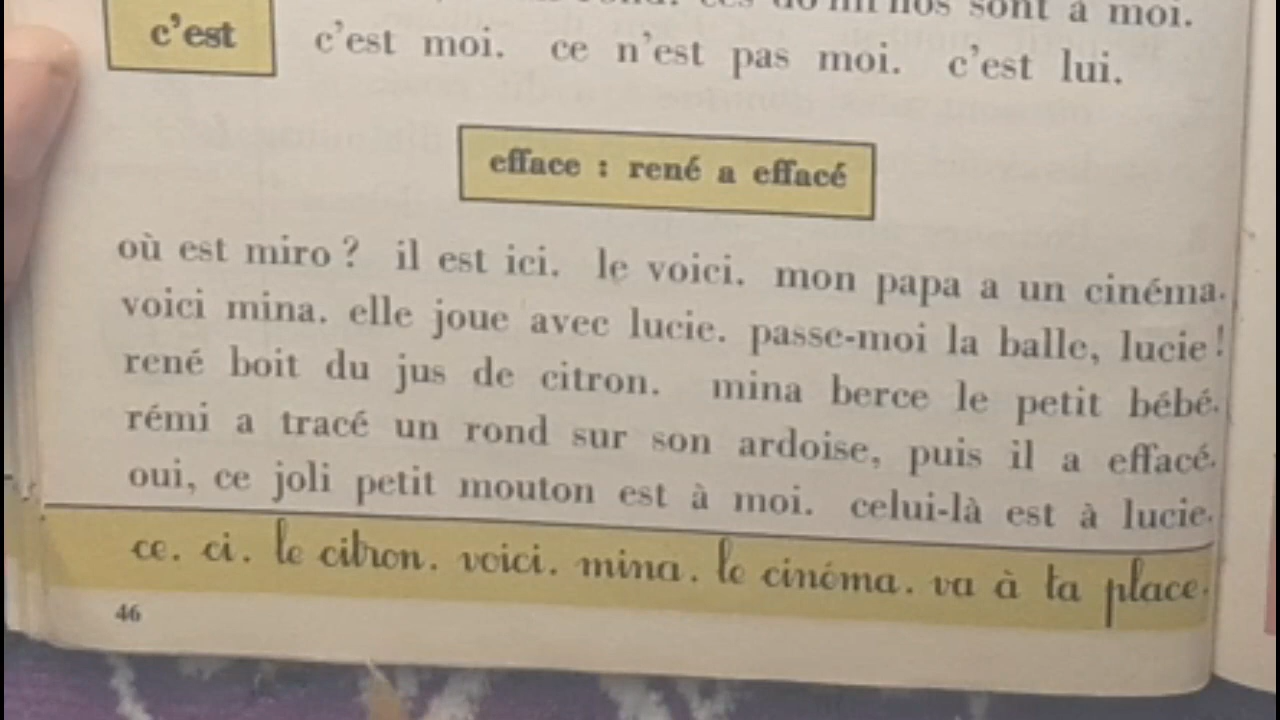 ces dominos sont à moi.
c'est
c'est moi. ce n'est pas moi. c'est lui.
efface : rené a effacé
où est miro ? il est ici. le voici. mon papa a un cinéma.
voici mina. elle joue avec lucie. passe-moi la balle, lucie !
rené boit du jus de citron. mina berce le petit bébé.
rémi a tracé un rond sur son ardoise, puis il a effacé.
oui, ce joli petit mouton est à moi. celui-là est à lucie.
ce. ci. le citron. voici. mina. le cinéma. va à ta place.
46